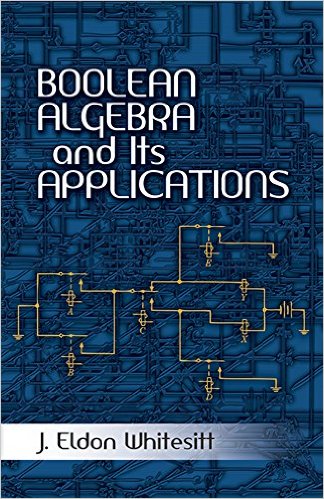 BOOLEAN
ALGEBRA
and Its
APPLICATIONS
A
B
C
B
D
Y
X
J. Eldon Whitesitt